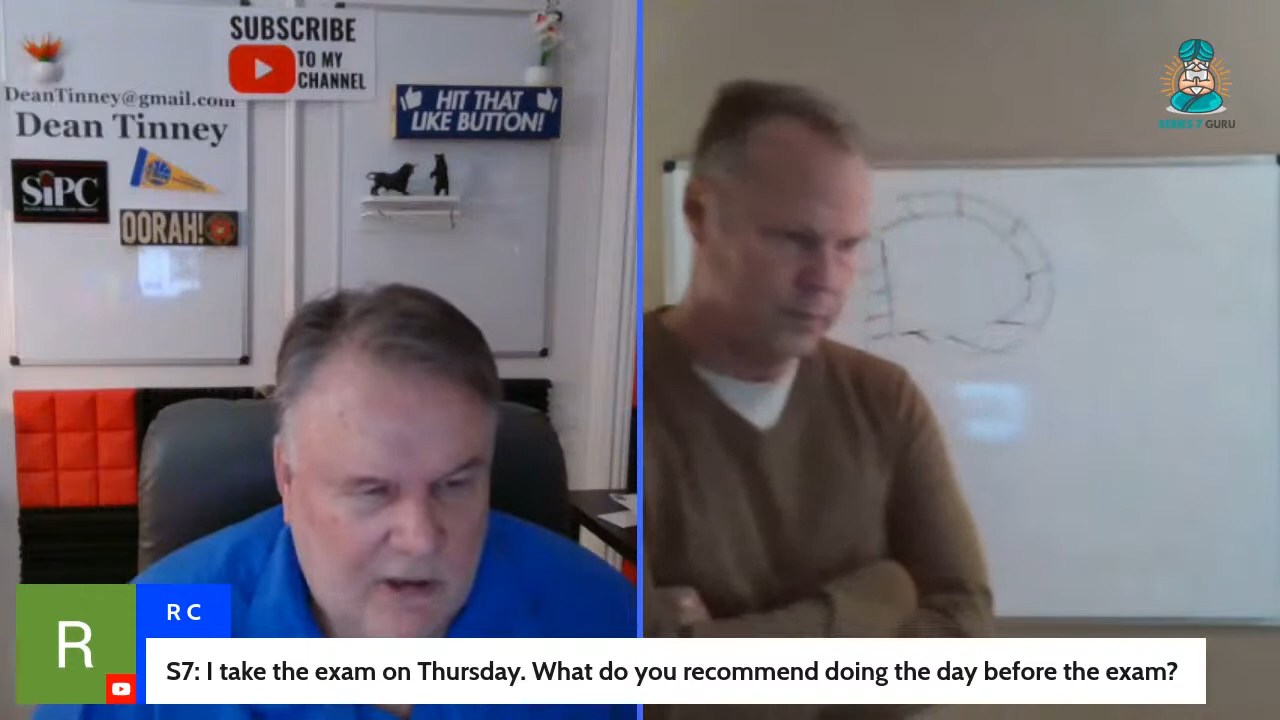 SUBSCRIBE
TO MY
CHANNEL
DeanTinney@gmail.com
Dean Tinney
HIT THAT
LIKE BUTTON!
SiPC
OORAH!
SERIES 7 GURU
R
R C
S7: I take the exam on Thursday. What do you recommend doing the day before the exam?